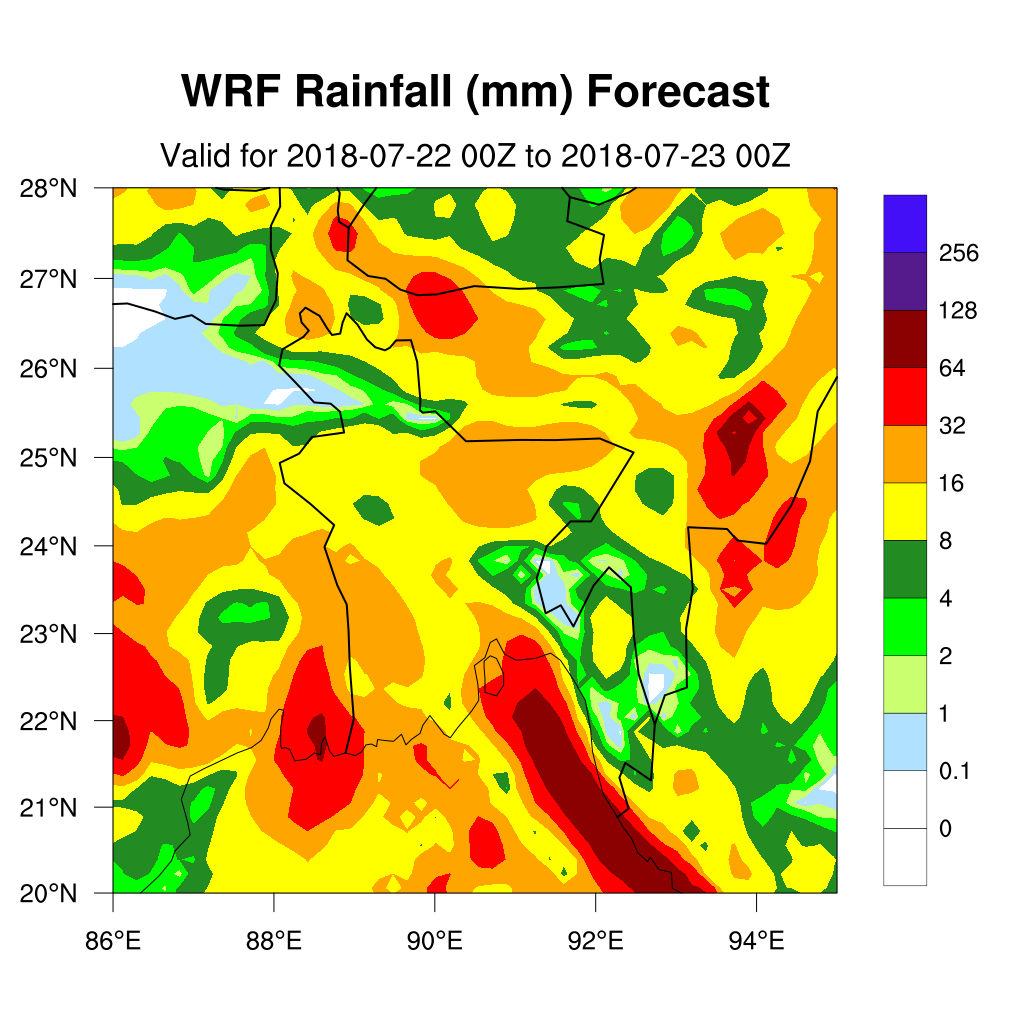 WRF Rainfall (mm) Forecast
Valid for 2018-07-22 00Z to 2018-07-23 00Z
28°N
27°N
26°N
25°N
24°N
23°N
22°N
21°N
20°N
86°E 88°E 90°E 92°E 94°E
256
128
64
32
16
8
4
2
1
0.1
0